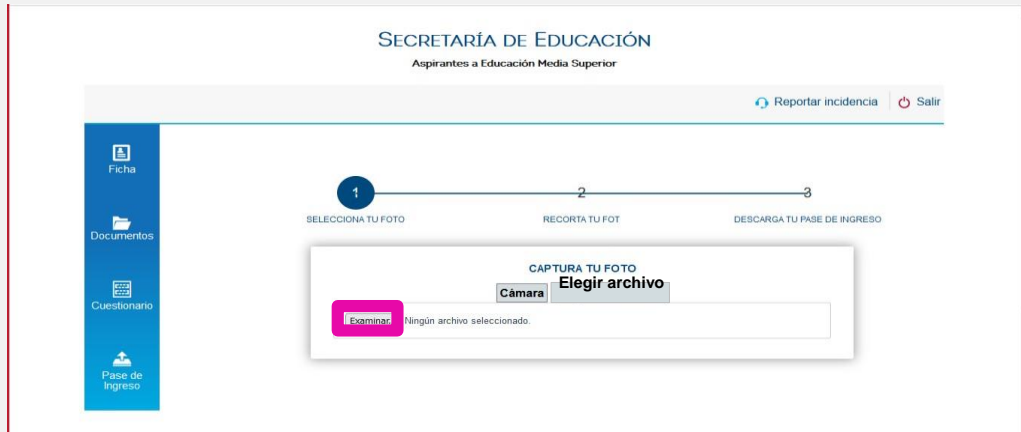 SECRETARÍA DE EDUCACIÓN
Aspirantes a Educación Media Superior
Reportar incidencia
Salir
Ficha
Documentos
Cuestionario
Pase de
Ingreso
1
2
3
SELECCIONA TU FOTO
RECORTA TU FOT
DESCARGA TU PASE DE INGRESO
CAPTURA TU FOTO
Cámara
Elegir archivo
Examinar.
Ningún archivo seleccionado.